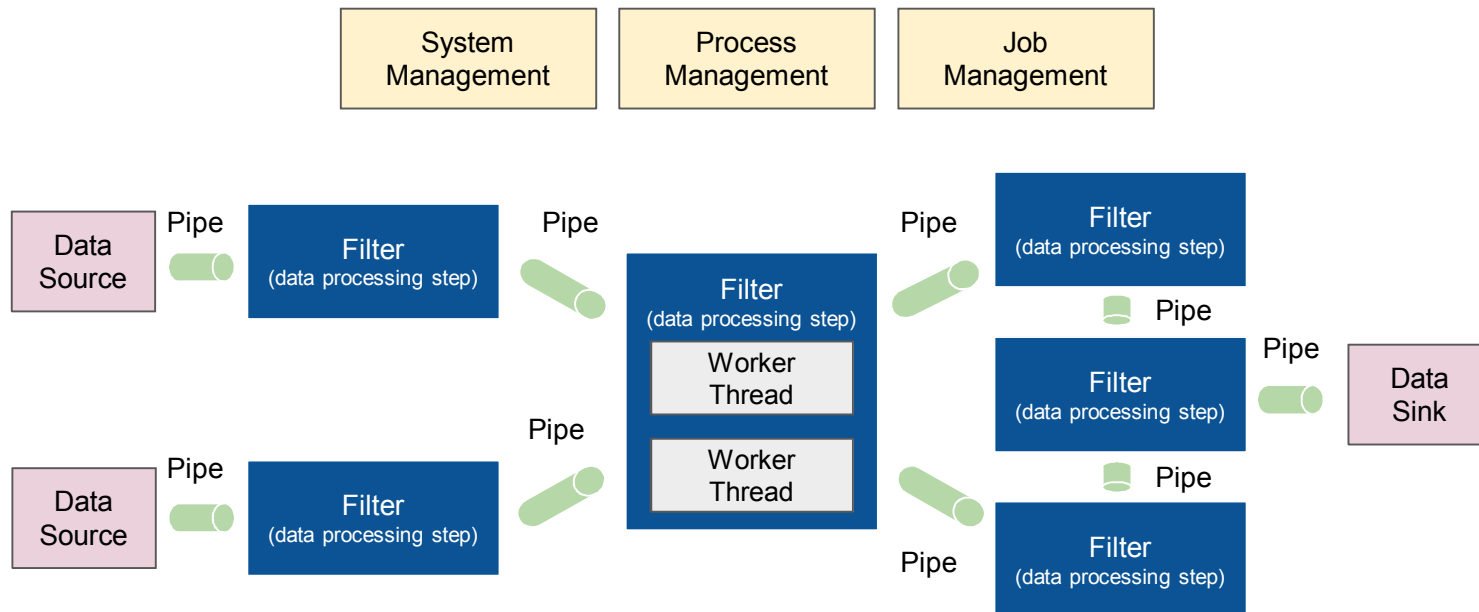 System
Management
Process
Management
Job
Management
Pipe
Data
Source
Filter
(data processing step)
Pipe
Filter
(data processing step)
Worker
Thread
Worker
Thread
Pipe
Filter
(data processing step)
Pipe
Filter
(data processing step)
Pipe
Data
Sink
Pipe
Data
Source
Pipe
Filter
(data processing step)
Pipe
Pipe
Filter
(data processing step)